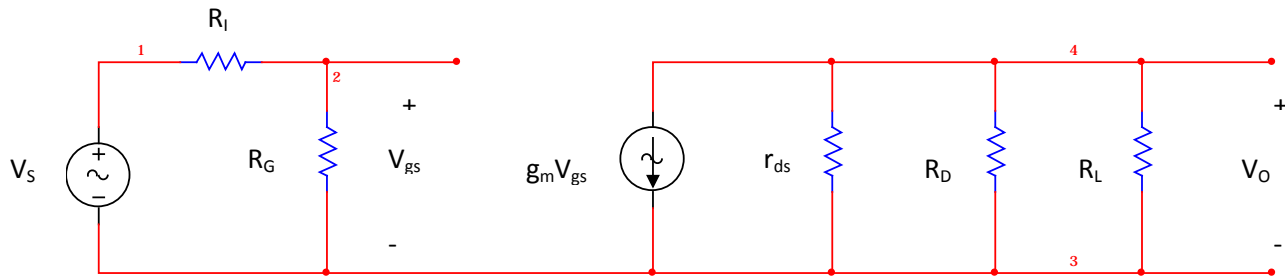 R_I
1
2
4
+
+
V_S
R_G
V_gs
g_mV_gs
r_ds
R_D
R_L
V_O
-
-
3